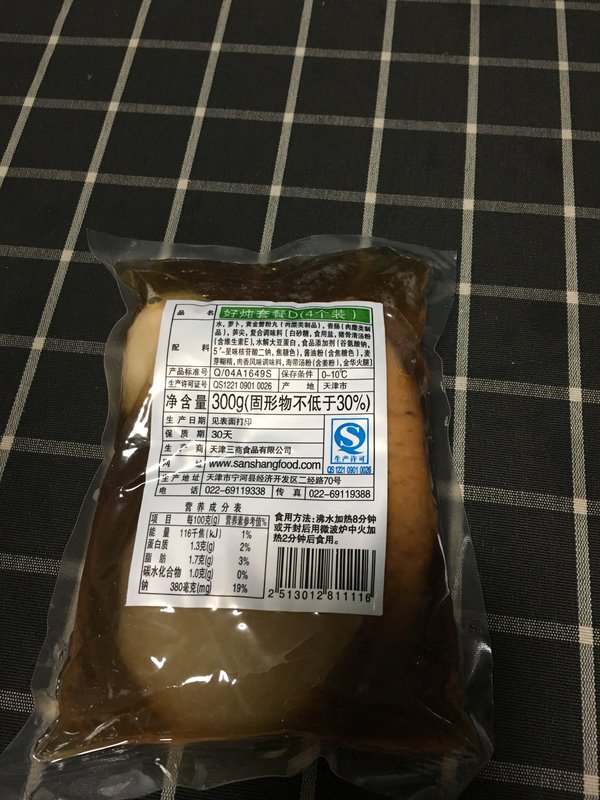 品 名 好炖套餐D(4个装)
配 料
水,萝卜,黄金蟹粉丸(肉糜类制品),香肠(肉糜类制
品),笋尖,复合调味料[白砂糖,食用盐,猪骨清汤粉
(含维生素E),水解大豆蛋白,食品添加剂(谷氨酸钠,
5'-呈味核苷酸二钠,焦糖色),酱油粉(含焦糖色),麦
芽糊精,肉香风味调味料,海带汤粉(含姜粉),金华火腿]
产品标准号 Q/04A1649S 保存条件 0-10℃
生产许可证号 QS1221 0901 0026 产 地 天津市
净含量 300g(固形物不低于30%)
生产日期 见表面打印
保 质 期 30天
生 产 商 天津三商食品有限公司
网 址 www.sanshangfood.com
生产许可
QS1221 0901 0026
生产地址 天津市宁河县经济开发区二经路70号
电 话 022-69119388 传 真 022-69119388
营养成分表
项目 每100克(g) 营养素参考值%
能 量 116千焦(kJ) 1%
蛋白质 1.3克(g) 2%
脂 肪 1.7克(g) 3%
碳水化合物 1.0克(g) 0%
钠 380毫克(mg) 19%
食用方法:沸水加热8分钟
或开封后用微波炉中火加
热2分钟后食用。
2 513012 811116